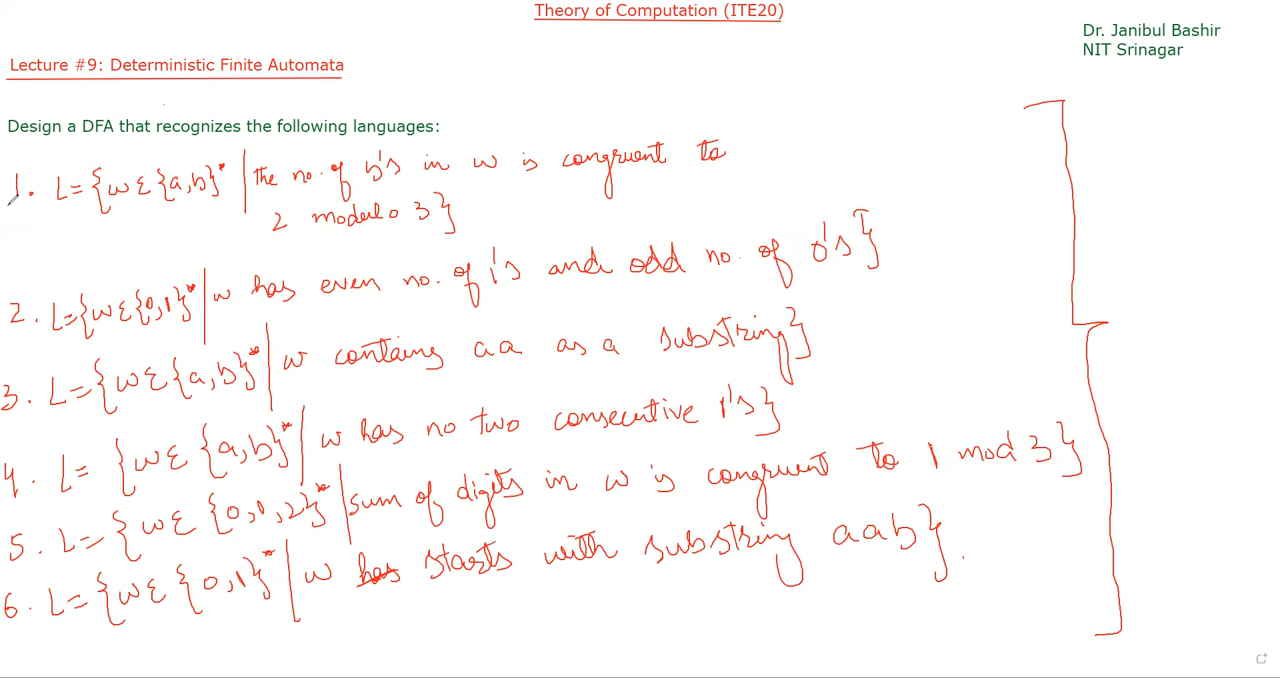 Theory of Computation (ITE20)
Dr. Janibul Bashir
NIT Srinagar
Lecture #9: Deterministic Finite Automata
Design a DFA that recognizes the following languages:
1. L={w Σ {a,b}* | the no. of b's in w is congruent to
2 modulo 3}
2. L={w Σ {0,1}* | w has even no. of 1's and odd no. of 0's}
3. L={w Σ {a,b}* | w contains aa as a substring}
4. L= {w Σ {a,b}* | w has no two consecutive 1's}
5. L={w Σ {0,1,2}* | sum of digits in w is congruent to 1 mod 3}
6. L={w Σ {0,1}* | w has starts with substring aab}.